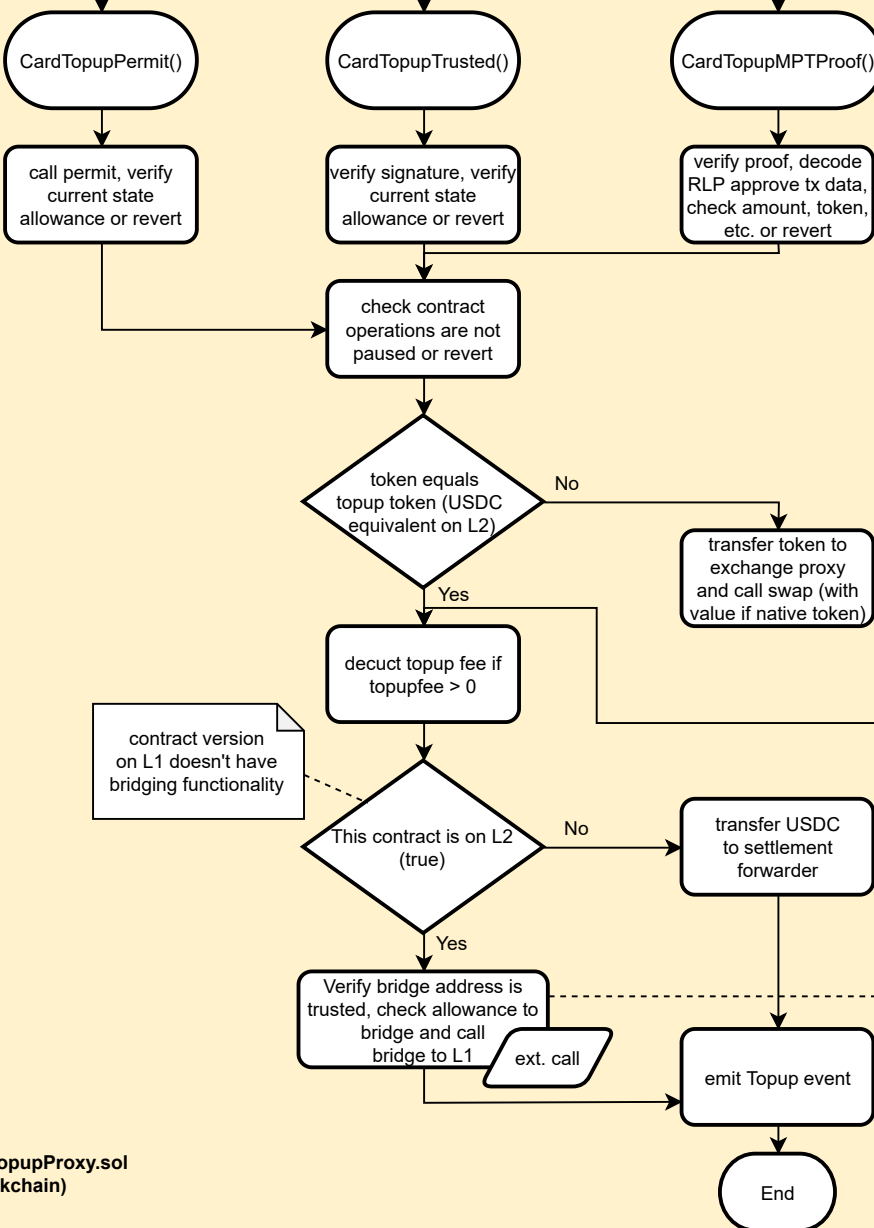 CardTopupPermit()
CardTopupTrusted()
CardTopupMPTProof()
call permit, verify
current state
allowance or revert
verify signature, verify
current state
allowance or revert
verify proof, decode
RLP approve tx data,
check amount, token,
etc. or revert
check contract
operations are not
paused or revert
token equals
topup token (USDC
equivalent on L2)
No
transfer token to
exchange proxy
and call swap (with
value if native token)
Yes
decuct topup fee if
topupfee > 0
contract version
on L1 doesn't have
bridging functionality
This contract is on L2
(true)
No
transfer USDC
to settlement
forwarder
Yes
Verify bridge address is
trusted, check allowance to
bridge and call
bridge to L1
ext. call
emit Topup event
opupProxy.sol
kchain)
End